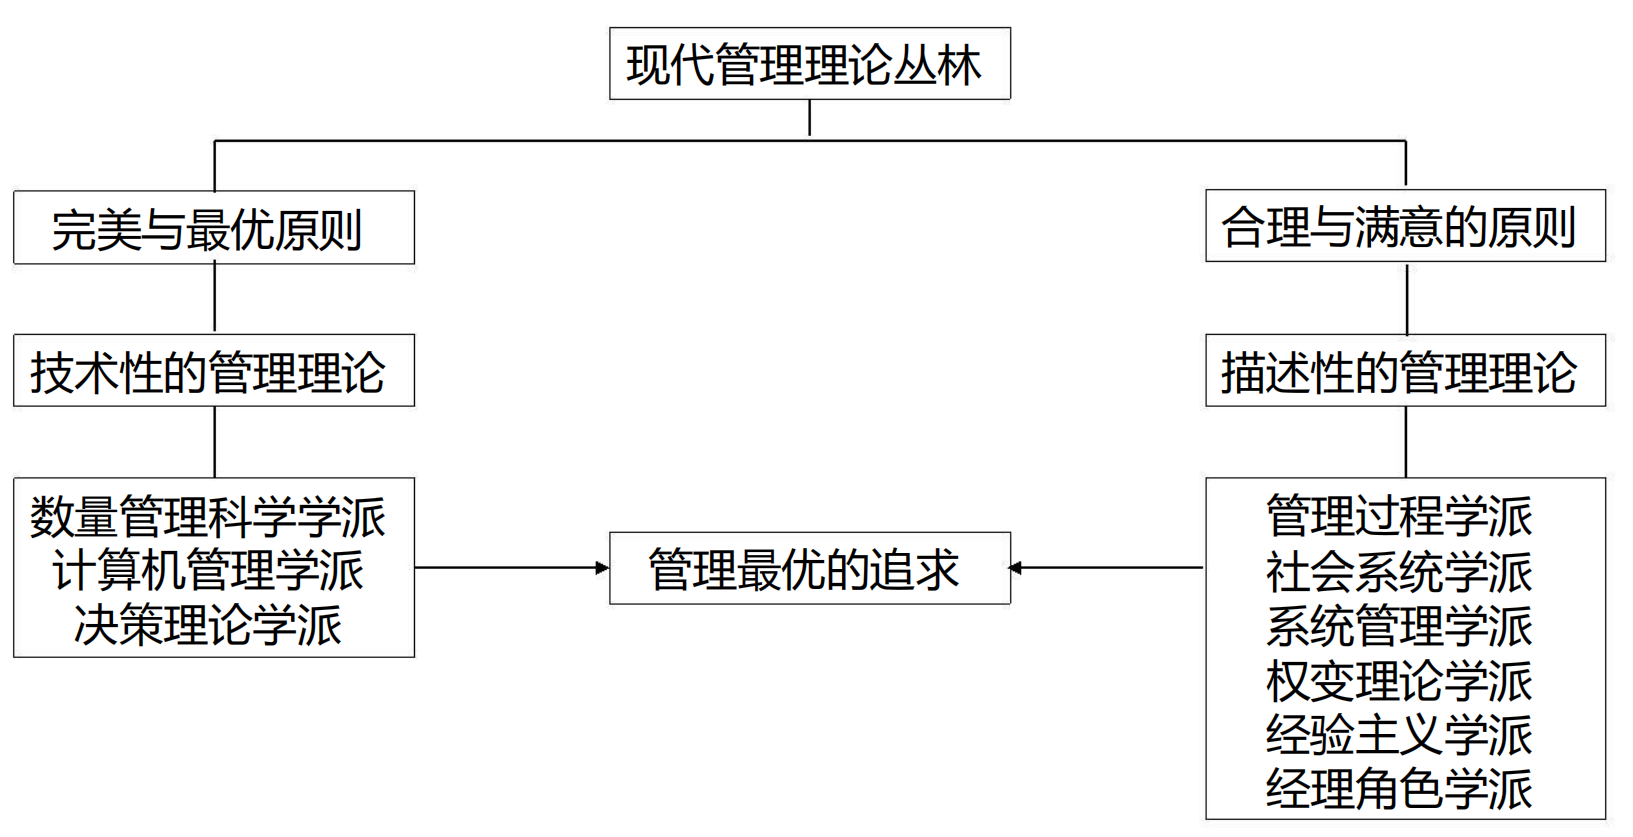 现代管理理论丛林
完美与最优原则
合理与满意的原则
技术性的管理理论
描述性的管理理论
数量管理科学学派
计算机管理学派
决策理论学派
管理最优的追求
管理过程学派
社会系统学派
系统管理学派
权变理论学派
经验主义学派
经理角色学派